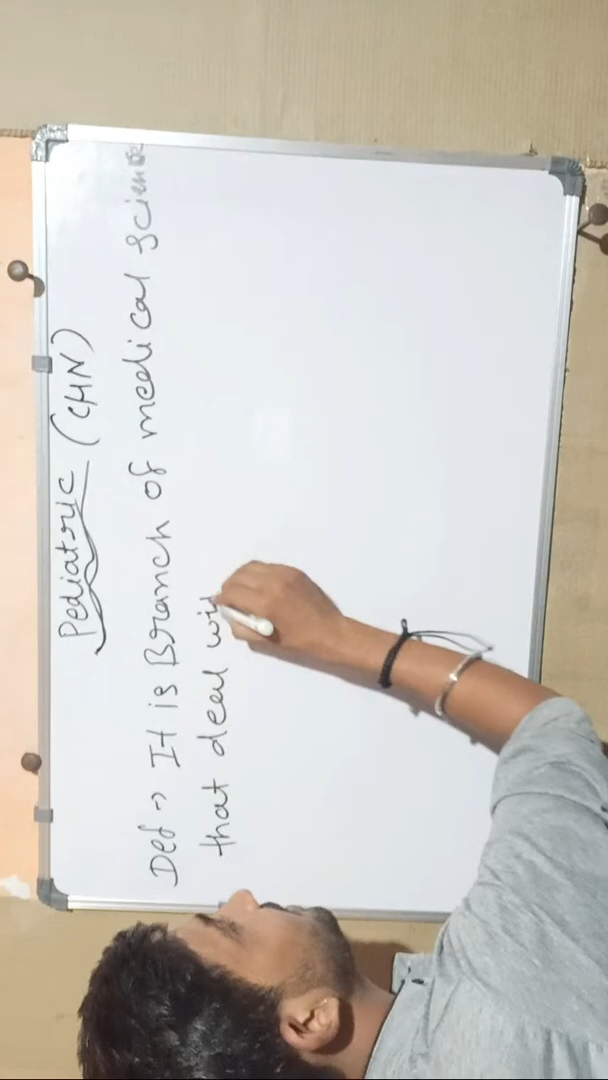 Pediatric (CHN)
Def → It is Branch of medical science
that deal wi